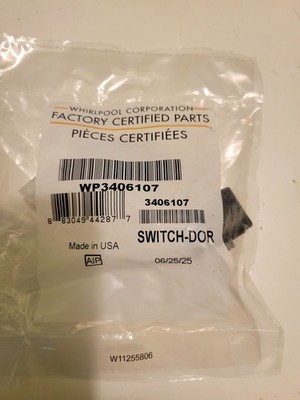 WHIRLPOOL CORPORATION
FACTORY CERTIFIED PARTS
PIÈCES CERTIFIÉES
WP3406107
8 83049 44287 7
3406107
Made in USA
SWITCH-DOR
AIP
06/25/25
W11255806